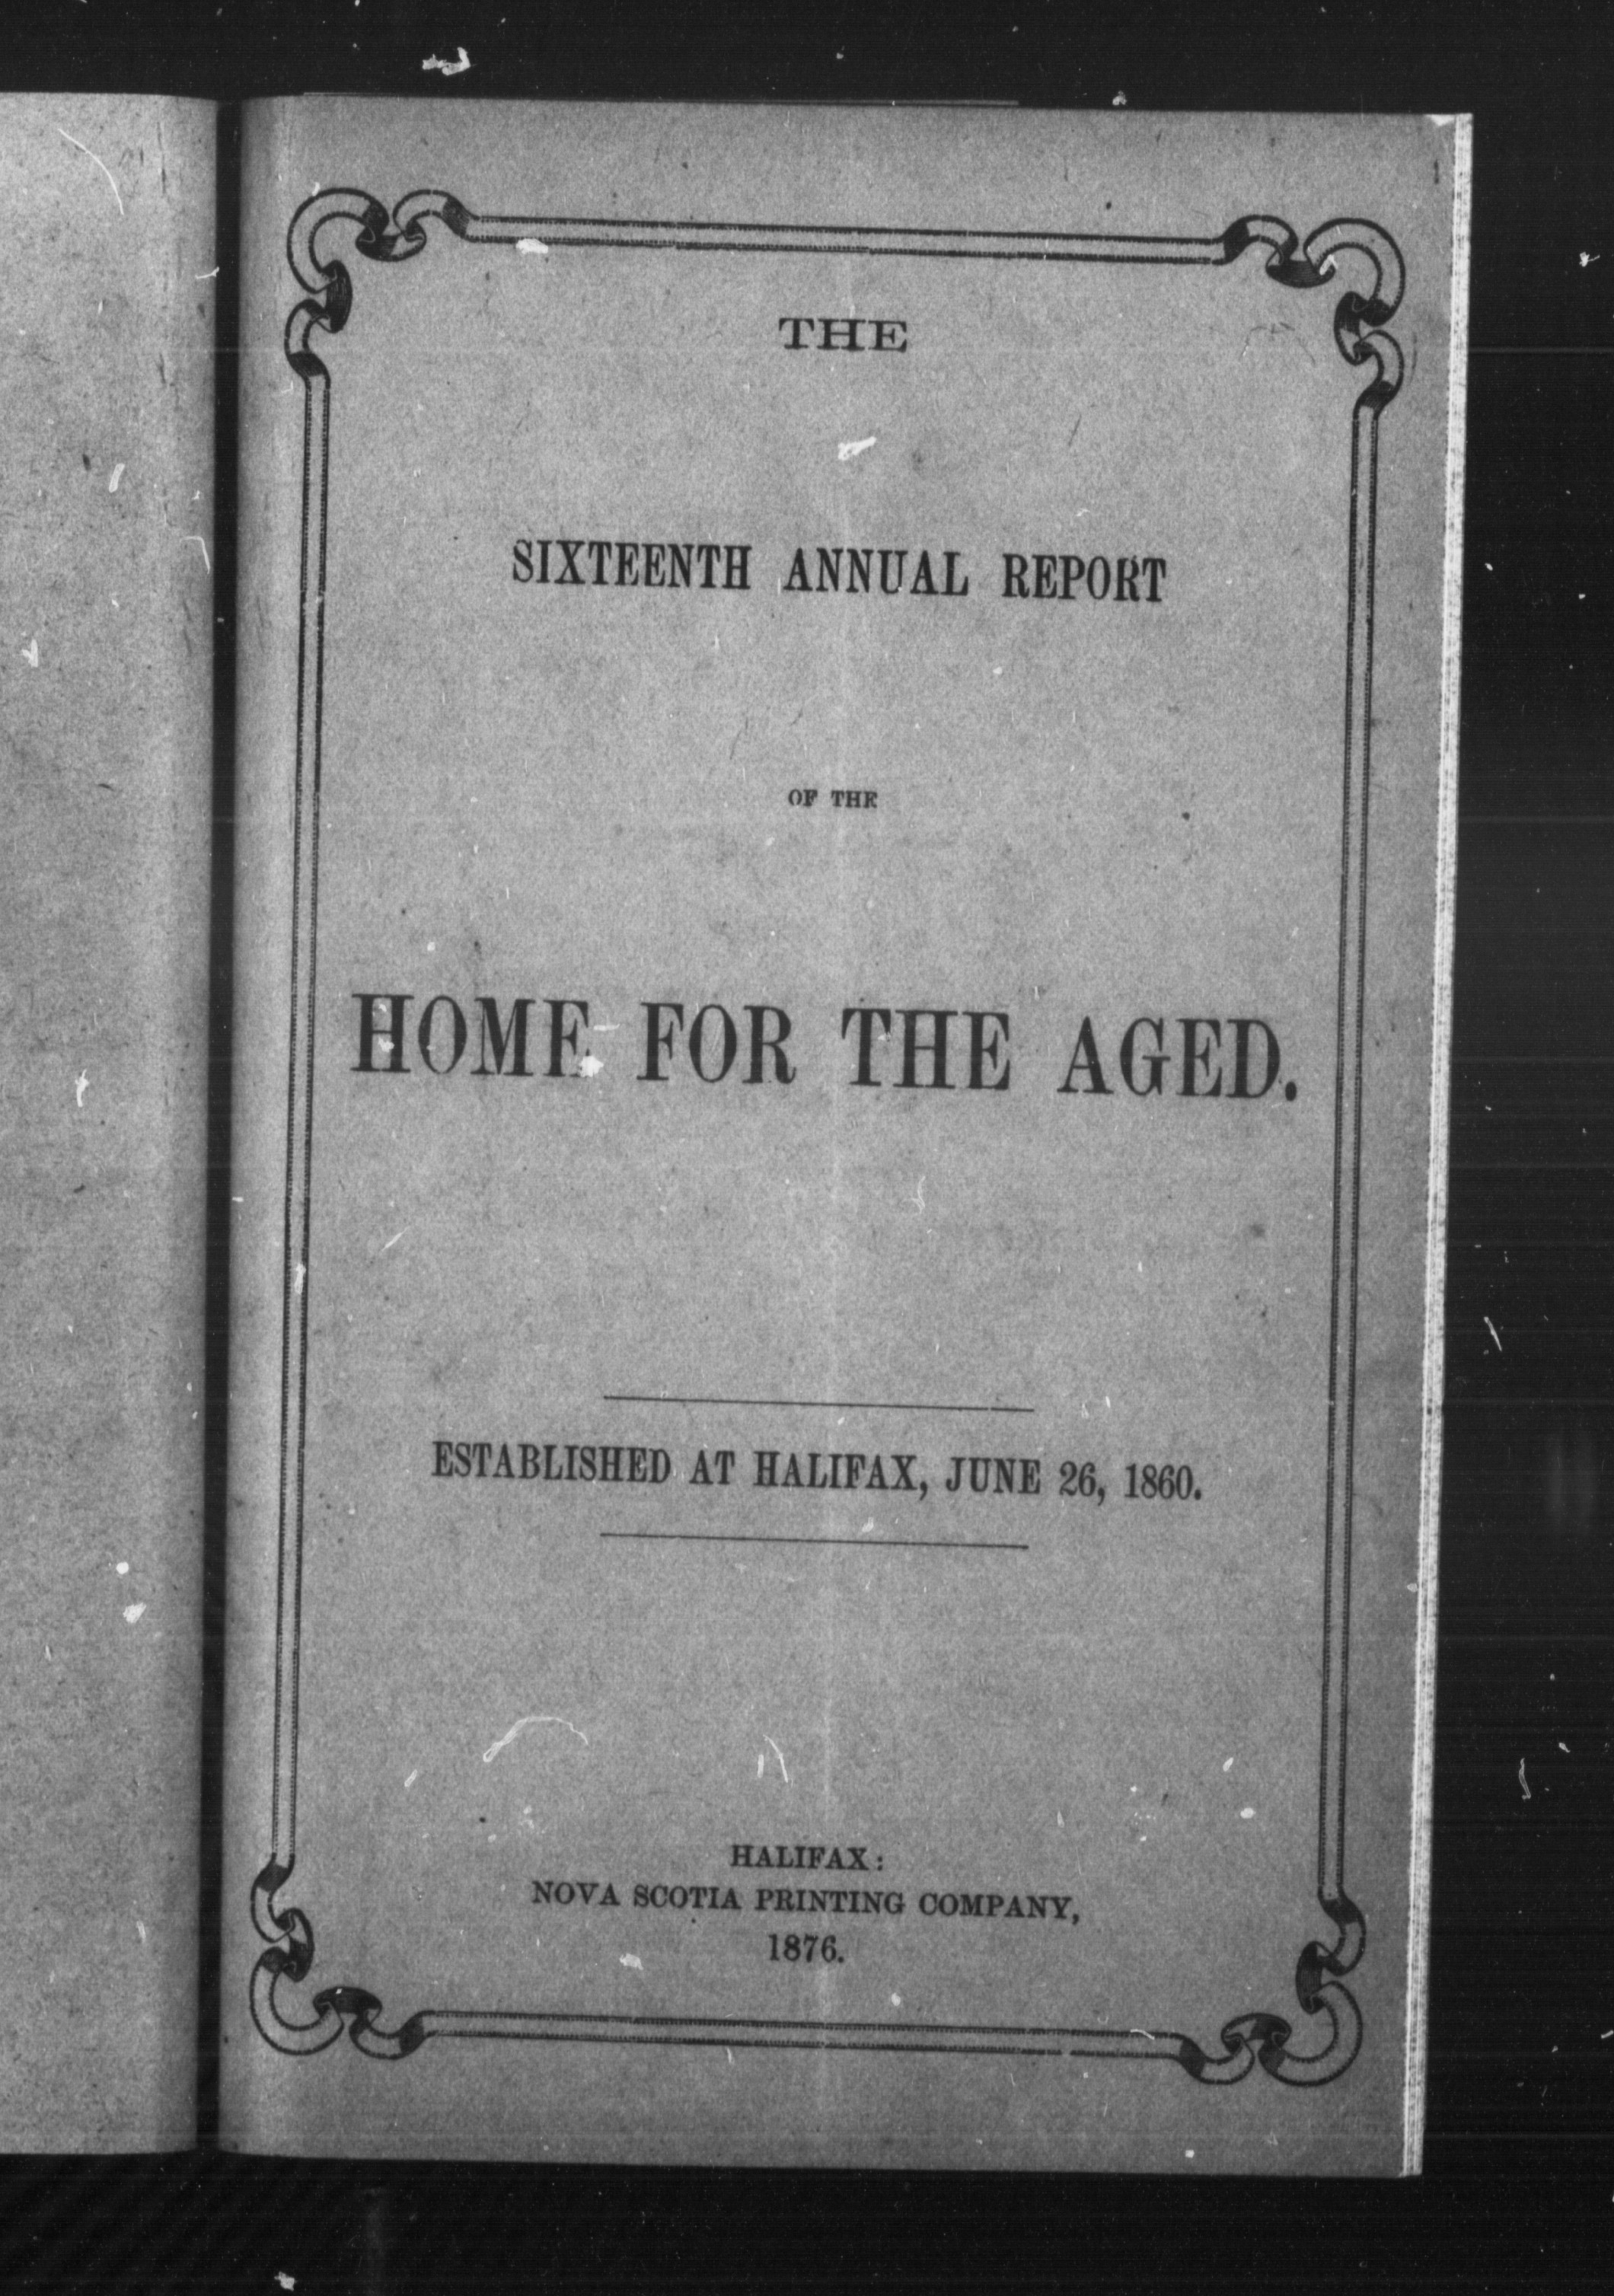 THE
SIXTEENTH ANNUAL REPORT
OF THE
HOME FOR THE AGED.
ESTABLISHED AT HALIFAX, JUNE 26, 1860.
HALIFAX:
NOVA SCOTIA PRINTING COMPANY,
1876.